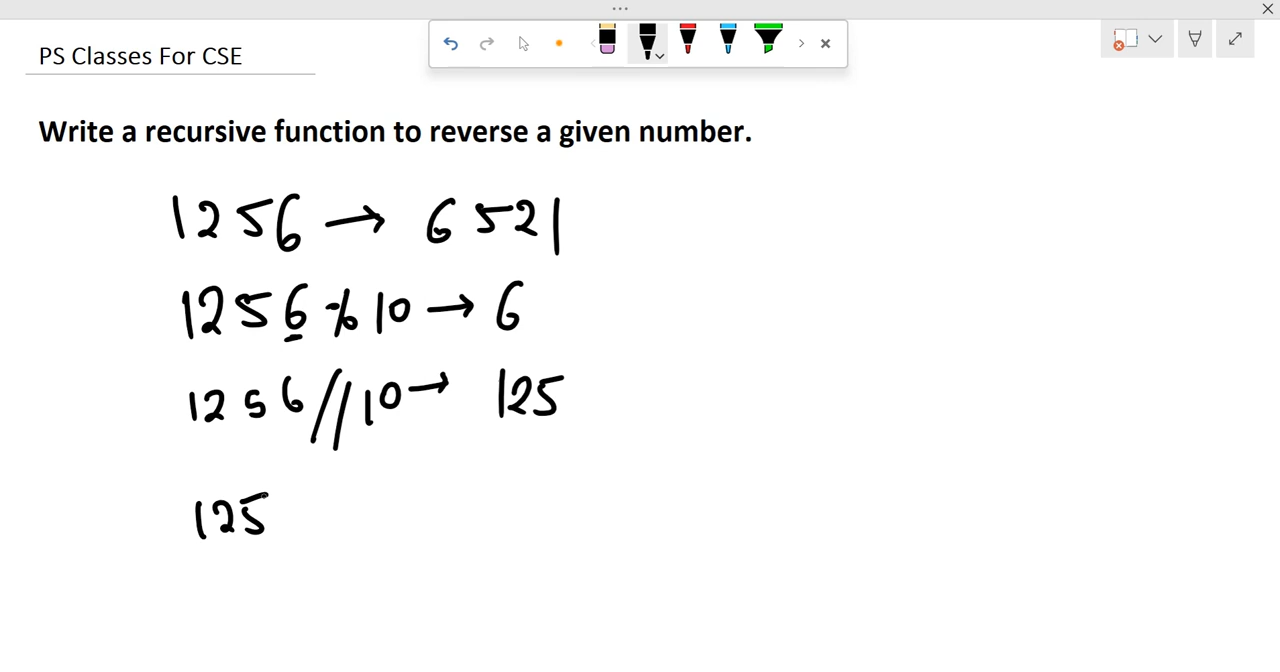 PS Classes For CSE
Write a recursive function to reverse a given number.
1256 → 6521
1256 % 10 → 6
1256 // 10 → 125
125